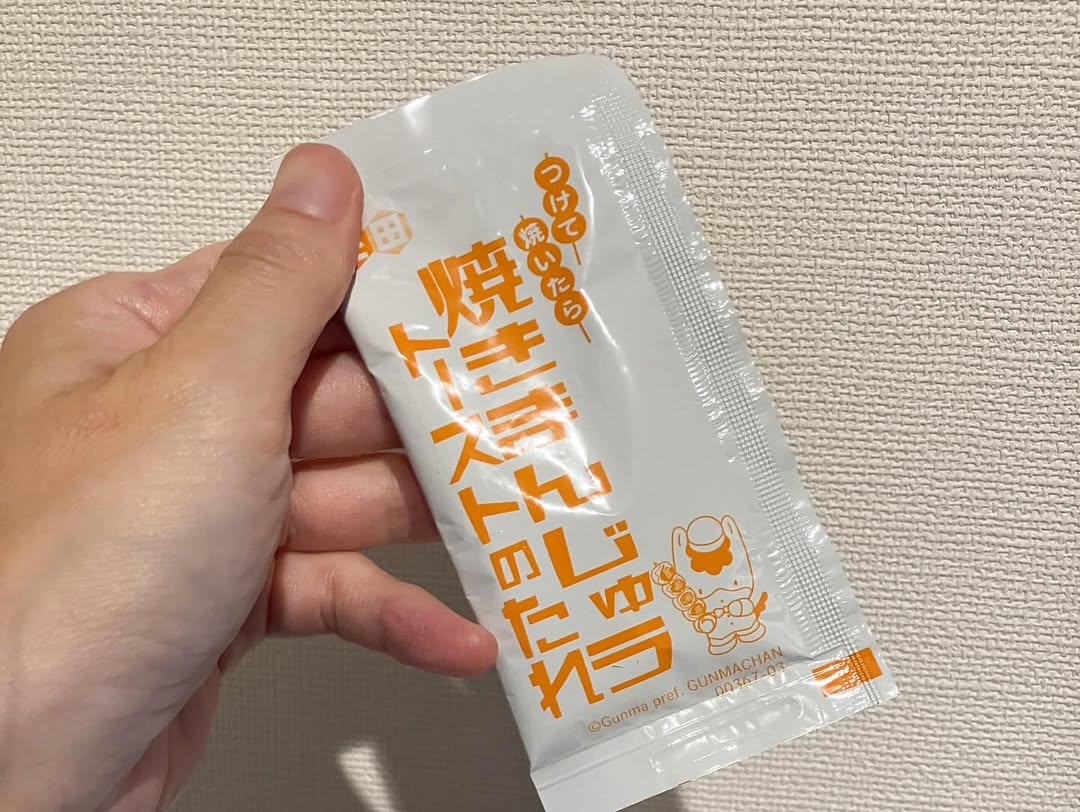 つけて
焼いたら
焼きまんじゅう
トーストのたれ
田
©Gunma pref. GUNMACHAN
00367-03